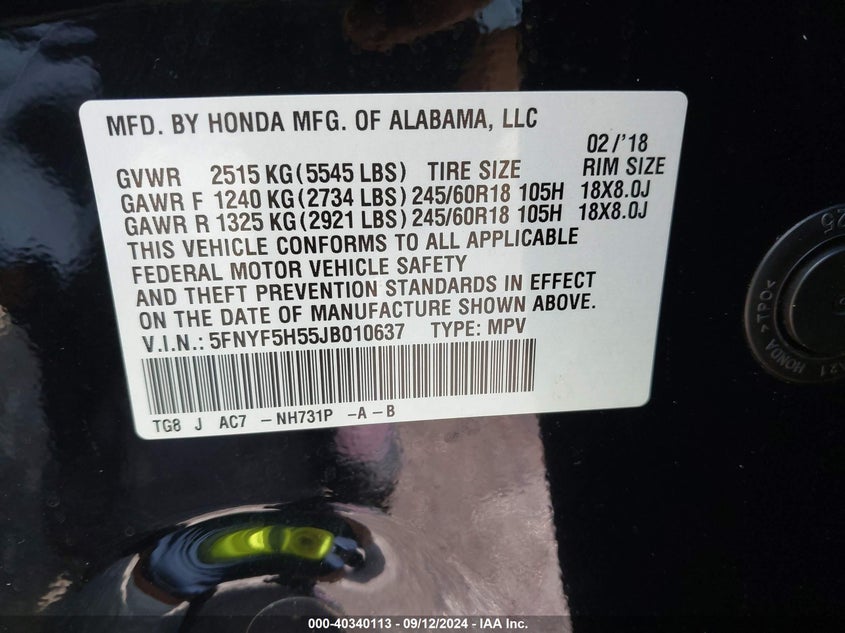 MFD. BY HONDA MFG. OF ALABAMA, LLC
02/'18
GVWR 2515 KG(5545 LBS) TIRE SIZE RIM SIZE
GAWR F 1240 KG(2734 LBS) 245/60R18 105H 18X8.0J
GAWR R 1325 KG(2921 LBS) 245/60R18 105H 18X8.0J
THIS VEHICLE CONFORMS TO ALL APPLICABLE
FEDERAL MOTOR VEHICLE SAFETY
AND THEFT PREVENTION STANDARDS IN EFFECT
ON THE DATE OF MANUFACTURE SHOWN ABOVE.
V.I.N.: 5FNYF5H55JB010637 TYPE: MPV
TG8 J AC7 -NH731P -A-B
HONDA >TPO<
000-40340113 - 09/12/2024 - IAA Inc.